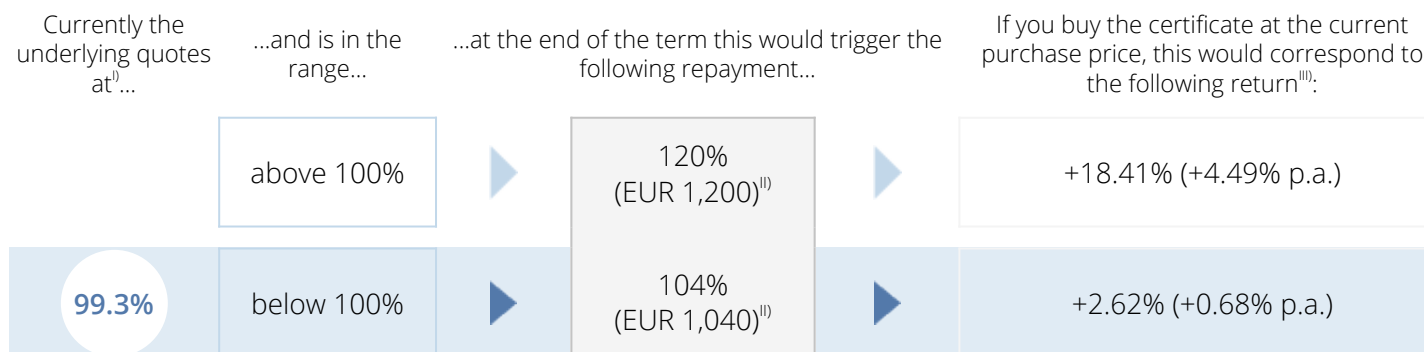 Currently the
underlying quotes
at^I)...
...and is in the
range...
...at the end of the term this would trigger the
following repayment...
If you buy the certificate at the current
purchase price, this would correspond to
the following return^III):
above 100%
120%
(EUR 1,200)^II)
+18.41% (+4.49% p.a.)
99.3%
below 100%
104%
(EUR 1,040)^II)
+2.62% (+0.68% p.a.)